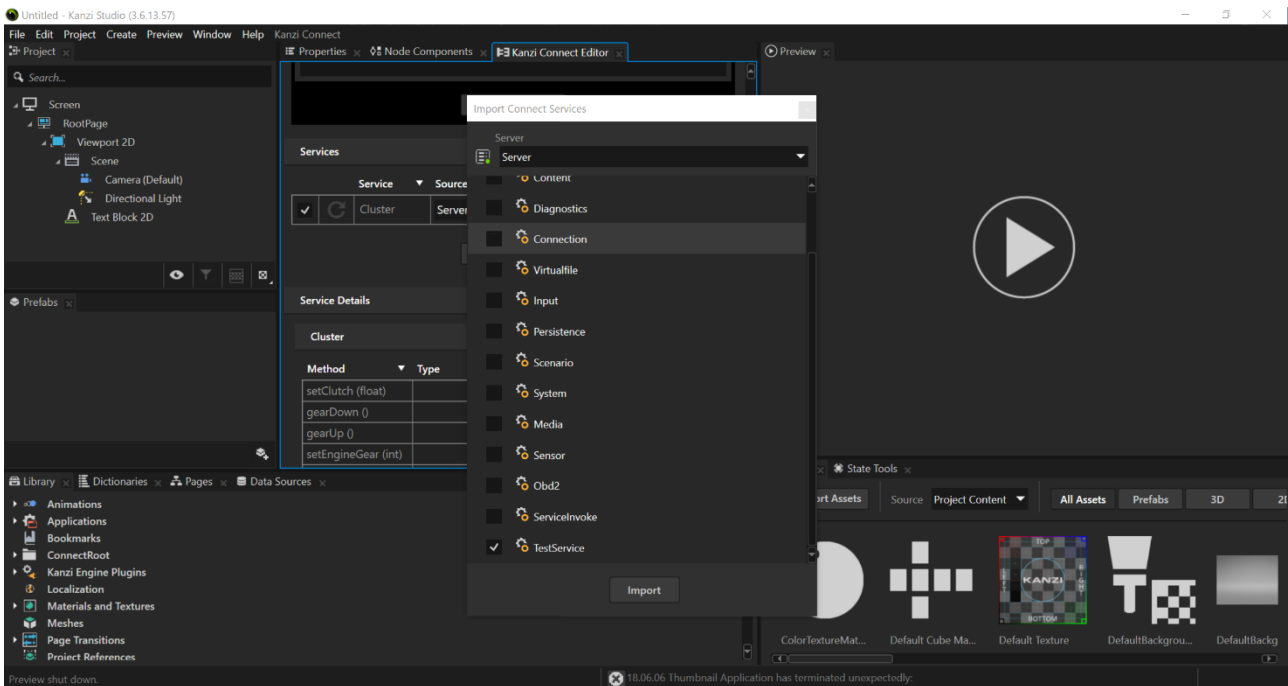 Untitled - Kanzi Studio (3.6.13.57)
File Edit Project Create Preview Window Help Kanzi Connect
Project
Search...
Screen
RootPage
Viewport 2D
Scene
Camera (Default)
Directional Light
Text Block 2D
Prefabs
Properties Node Components Kanzi Connect Editor
Services
Service Source
Cluster Server
Service Details
Cluster
Method Type
setClutch (float)
gearDown ()
gearUp ()
setEngineGear (int)
Import Connect Services
Server
Server
Content
Diagnostics
Connection
Virtualfile
Input
Persistence
Scenario
System
Media
Sensor
Obd2
ServiceInvoke
TestService
Import
Preview
Library Dictionaries Pages Data Sources
Animations
Applications
Bookmarks
ConnectRoot
Kanzi Engine Plugins
Localization
Materials and Textures
Meshes
Page Transitions
Project References
State Tools
ort Assets Source Project Content All Assets Prefabs 3D 2D
TOP
LEFT KANZI RIGHT
BOTTOM
ColorTextureMat... Default Cube Ma... Default Texture DefaultBackgrou... DefaultBackg
Preview shut down.
18.06.06 Thumbnail Application has terminated unexpectedly: